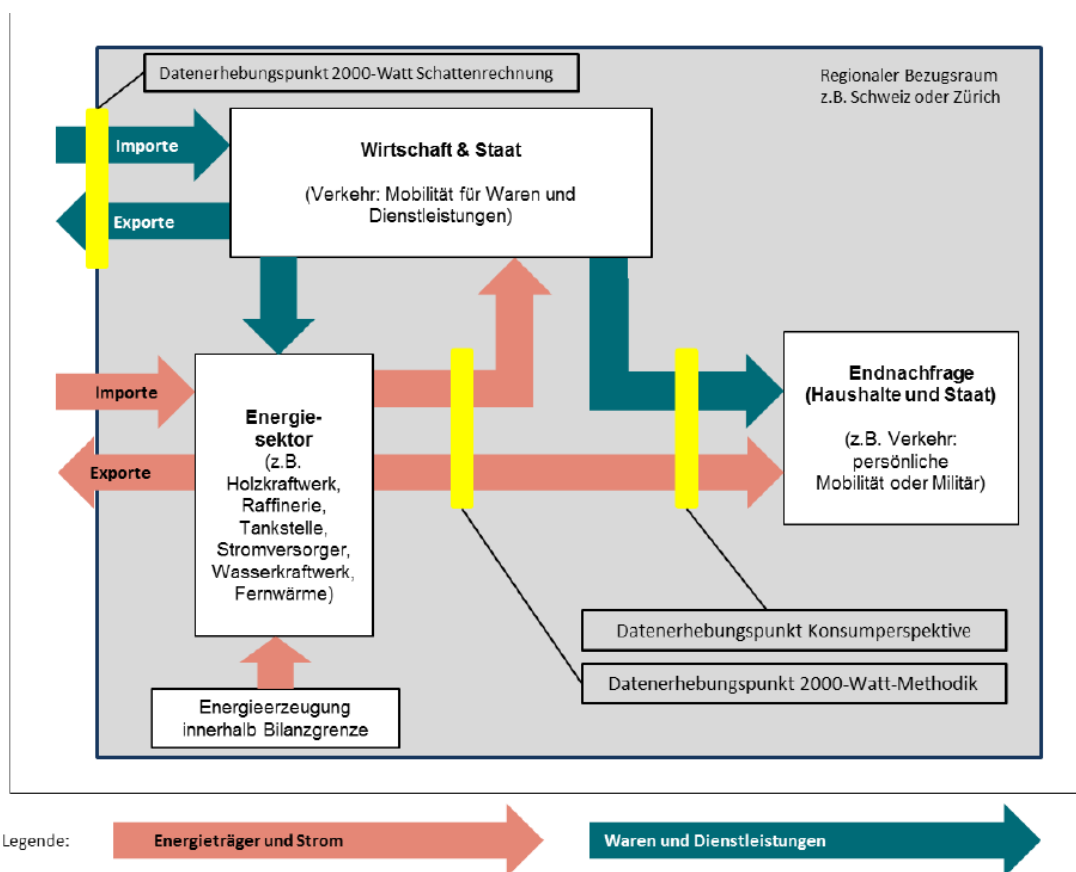 Datenerhebungspunkt 2000-Watt Schattenrechnung
Regionaler Bezugsraum
z.B. Schweiz oder Zürich
Importe
Exporte
Wirtschaft & Staat
(Verkehr: Mobilität für Waren und
Dienstleistungen)
Importe
Exporte
Energie-
sektor
(z.B.
Holzkraftwerk,
Raffinerie,
Tankstelle,
Stromversorger,
Wasserkraftwerk,
Fernwärme)
Endnachfrage
(Haushalte und Staat)
(z.B. Verkehr:
persönliche
Mobilität oder Militär)
Datenerhebungspunkt Konsumperspektive
Datenerhebungspunkt 2000-Watt-Methodik
Energieerzeugung
innerhalb Bilanzgrenze
Legende:
Energieträger und Strom
Waren und Dienstleistungen